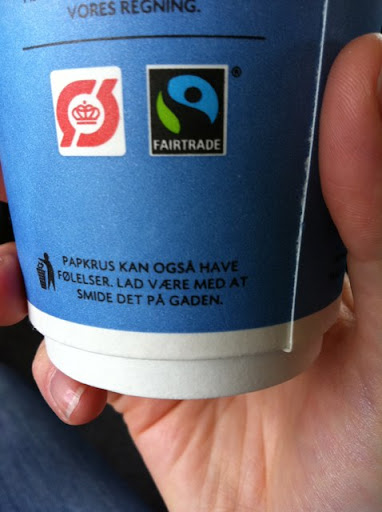 VORES REGNING.
Ø
®
FAIRTRADE
PAPKRUS KAN OGSÅ HAVE
FØLELSER. LAD VÆRE MED AT
SMIDE DET PÅ GADEN.